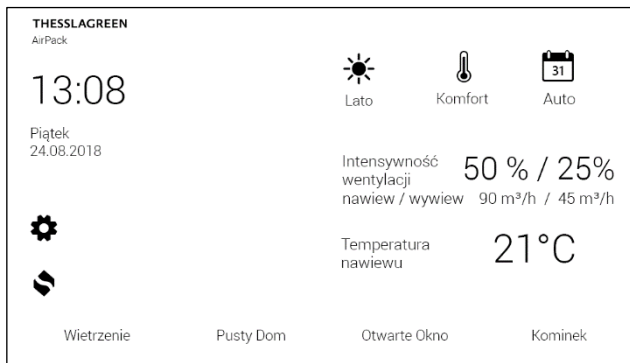 THESSLAGREEN
AirPack
13:08
Piątek
24.08.2018
31
Lato
Komfort
Auto
Intensywność
wentylacji
nawiew / wywiew
50 % / 25%
90 m³/h / 45 m³/h
Temperatura
nawiewu
21°C
Wietrzenie
Pusty Dom
Otwarte Okno
Kominek